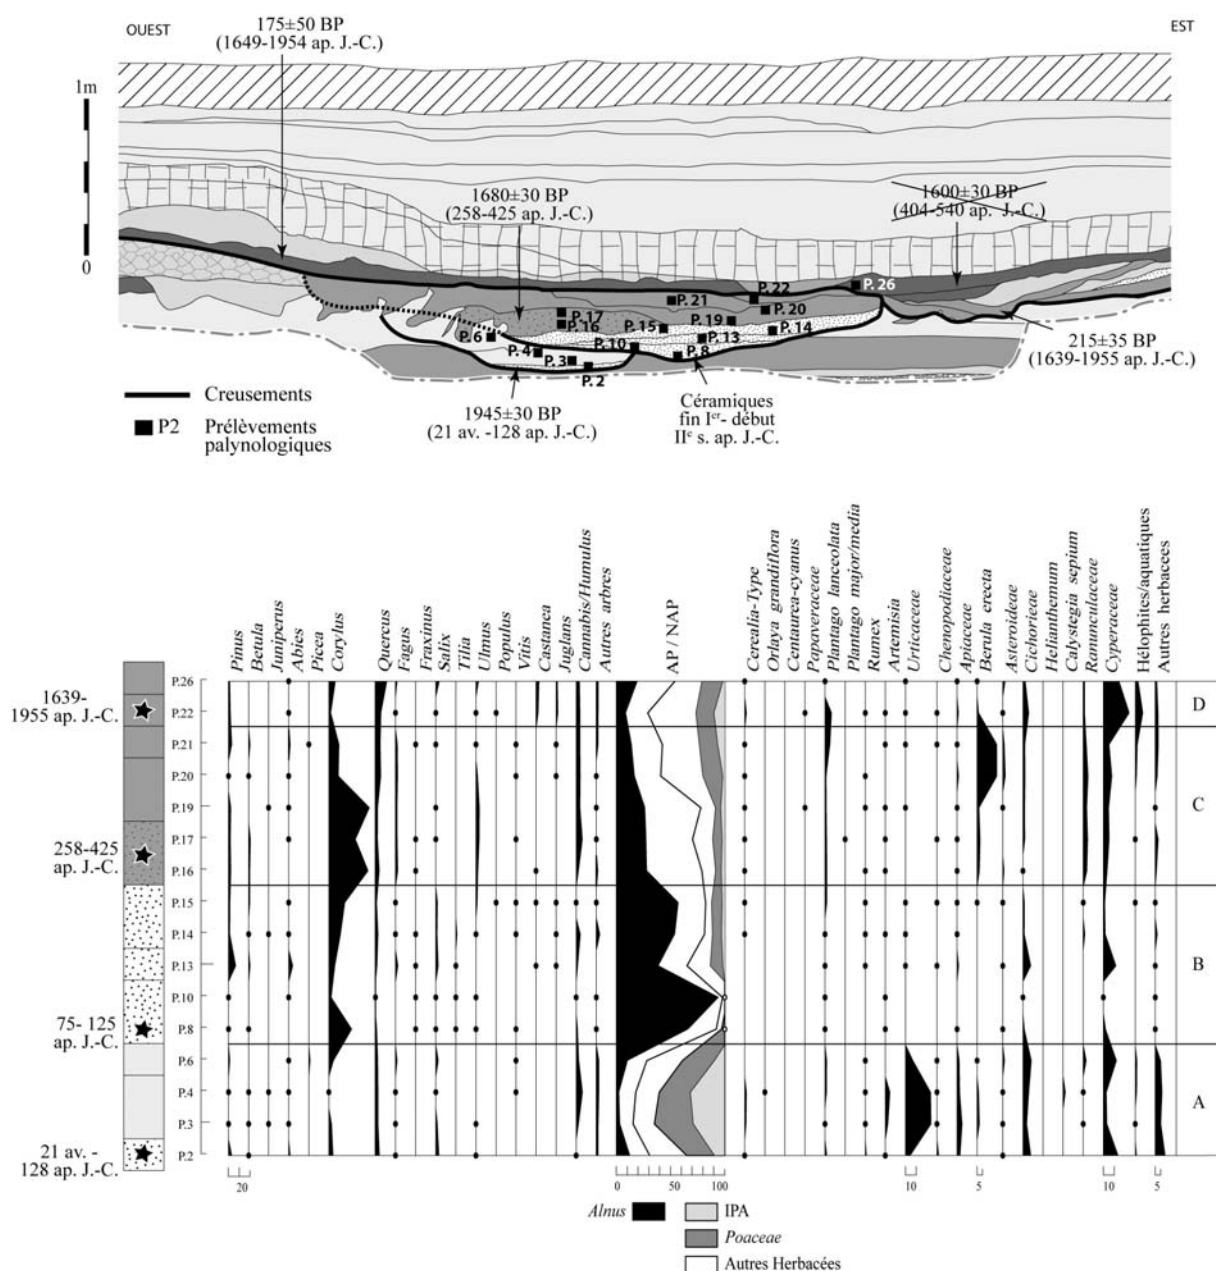 OUEST
EST
175±50 BP
(1649-1954 ap. J.-C.)
1m
0
1680±30 BP
(258-425 ap. J.-C.)
1600±30 BP
(404-540 ap. J.-C.)
P. 22
P. 26
P. 21
P. 20
P. 17
P. 19
P. 16
P. 15
P. 14
P. 6
P. 10
P. 13
P. 4
P. 8
P. 3
P. 2
215±35 BP
(1639-1955 ap. J.-C.)
Creusements
P2 Prélèvements
palynologiques
1945±30 BP
(21 av. -128 ap. J.-C.)
Céramiques
fin Ier- début
IIe s. ap. J.-C.
Pinus
Betula
Juniperus
Abies
Picea
Corylus
Quercus
Fagus
Fraxinus
Salix
Tilia
Ulmus
Populus
Vitis
Castanea
Juglans
Cannabis/Humulus
Autres arbres
AP / NAP
Cerealia-Type
Orlaya grandiflora
Centaurea-cyanus
Papaveraceae
Plantago lanceolata
Plantago major/media
Rumex
Artemisia
Urticaceae
Chenopodiaceae
Apiaceae
Berula erecta
Asteroideae
Cichorieae
Helianthemum
Calystegia sepium
Ranunculaceae
Cyperaceae
Hélophites/aquatiques
Autres herbacees
1639-
1955 ap. J.-C.
P.26
P.22
D
P.21
P.20
P.19
C
258-425
ap. J.-C.
P.17
P.16
P.15
P.14
P.13
B
P.10
75- 125
ap. J.-C.
P.8
P.6
P.4
A
P.3
21 av. -
128 ap. J.-C.
P.2
20
0 50 100
10
5
10
5
Alnus
IPA
Poaceae
Autres Herbacées